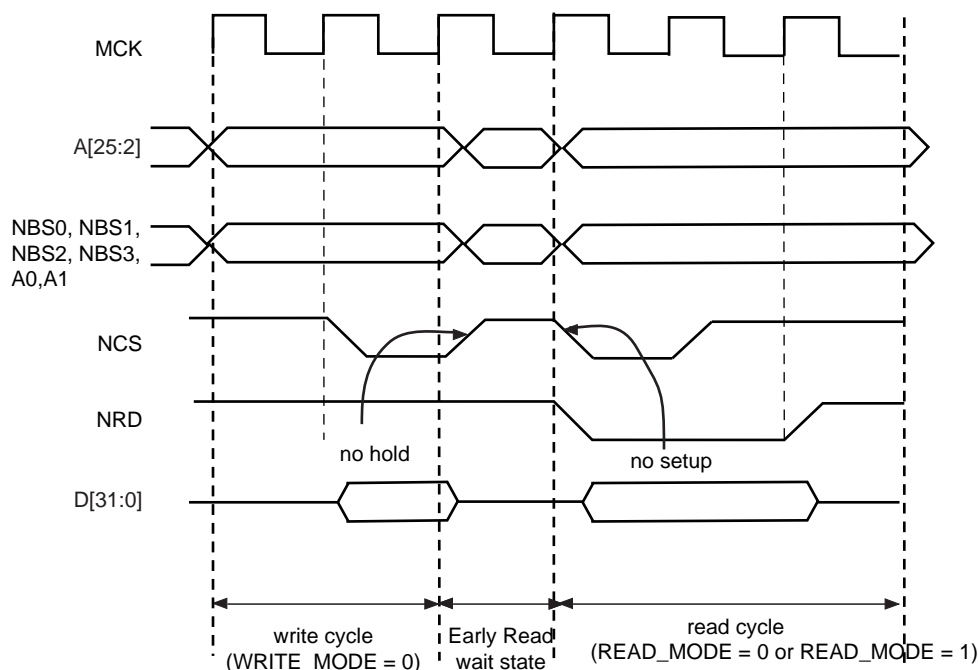 MCK
A[25:2]
NBS0, NBS1,
NBS2, NBS3,
A0,A1
NCS
NRD
no hold
no setup
D[31:0]
write cycle
(WRITE_MODE = 0)
Early Read
wait state
read cycle
(READ_MODE = 0 or READ_MODE = 1)